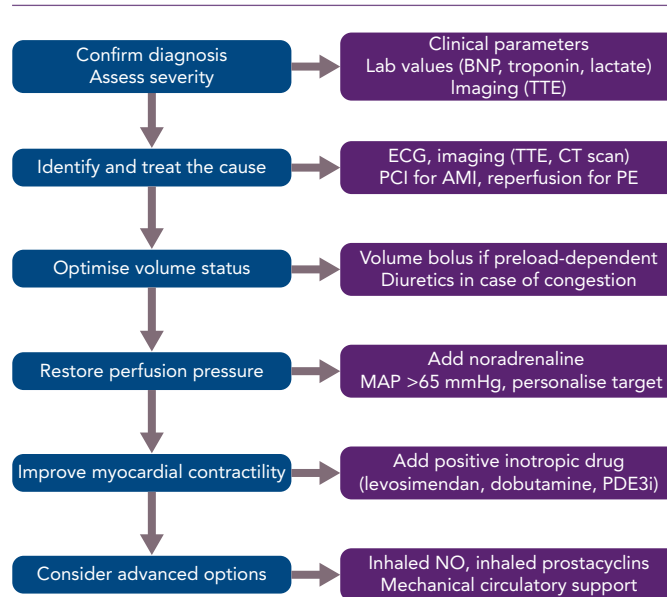 Confirm diagnosis
Assess severity
Clinical parameters
Lab values (BNP, troponin, lactate)
Imaging (TTE)
Identify and treat the cause
ECG, imaging (TTE, CT scan)
PCI for AMI, reperfusion for PE
Optimise volume status
Volume bolus if preload-dependent
Diuretics in case of congestion
Restore perfusion pressure
Add noradrenaline
MAP >65 mmHg, personalise target
Improve myocardial contractility
Add positive inotropic drug
(levosimendan, dobutamine, PDE3i)
Consider advanced options
Inhaled NO, inhaled prostacyclins
Mechanical circulatory support